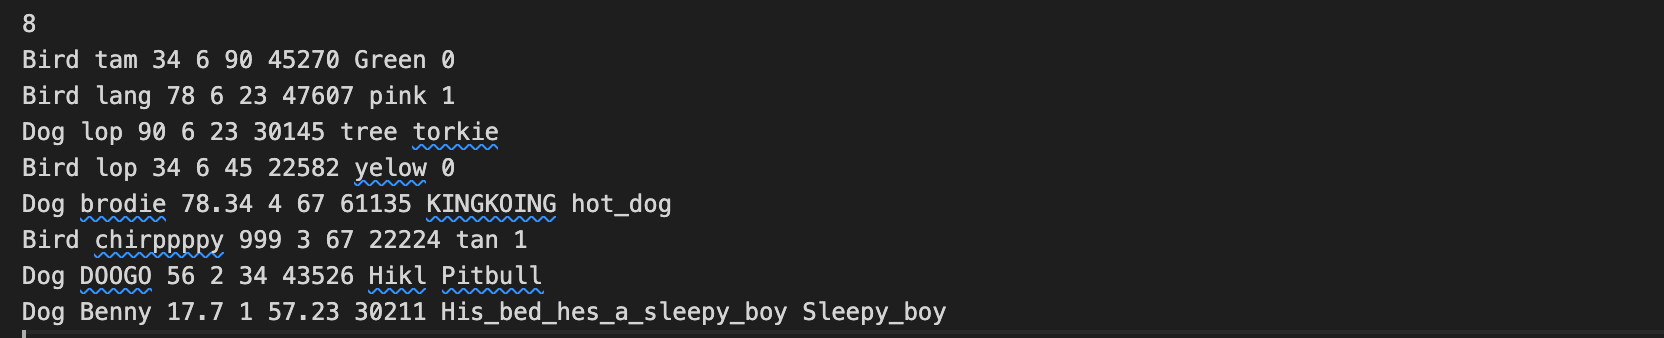 8
Bird tam 34 6 90 45270 Green 0
Bird lang 78 6 23 47607 pink 1
Dog lop 90 6 23 30145 tree torkie
Bird lop 34 6 45 22582 yelow 0
Dog brodie 78.34 4 67 61135 KINGKOING hot_dog
Bird chirppppy 999 3 67 22224 tan 1
Dog DOOGO 56 2 34 43526 Hikl Pitbull
Dog Benny 17.7 1 57.23 30211 His_bed_hes_a_sleepy_boy Sleepy_boy